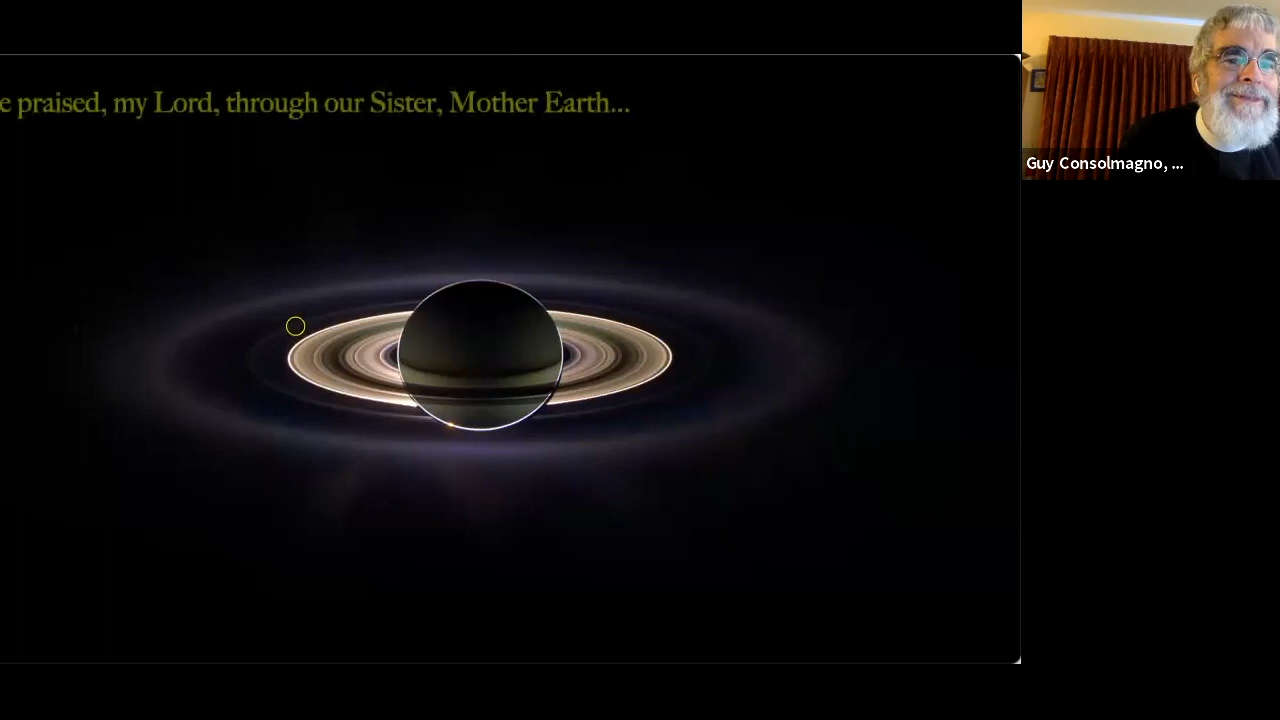 e praised, my Lord, through our Sister, Mother Earth...
Guy Consolmagno, ...